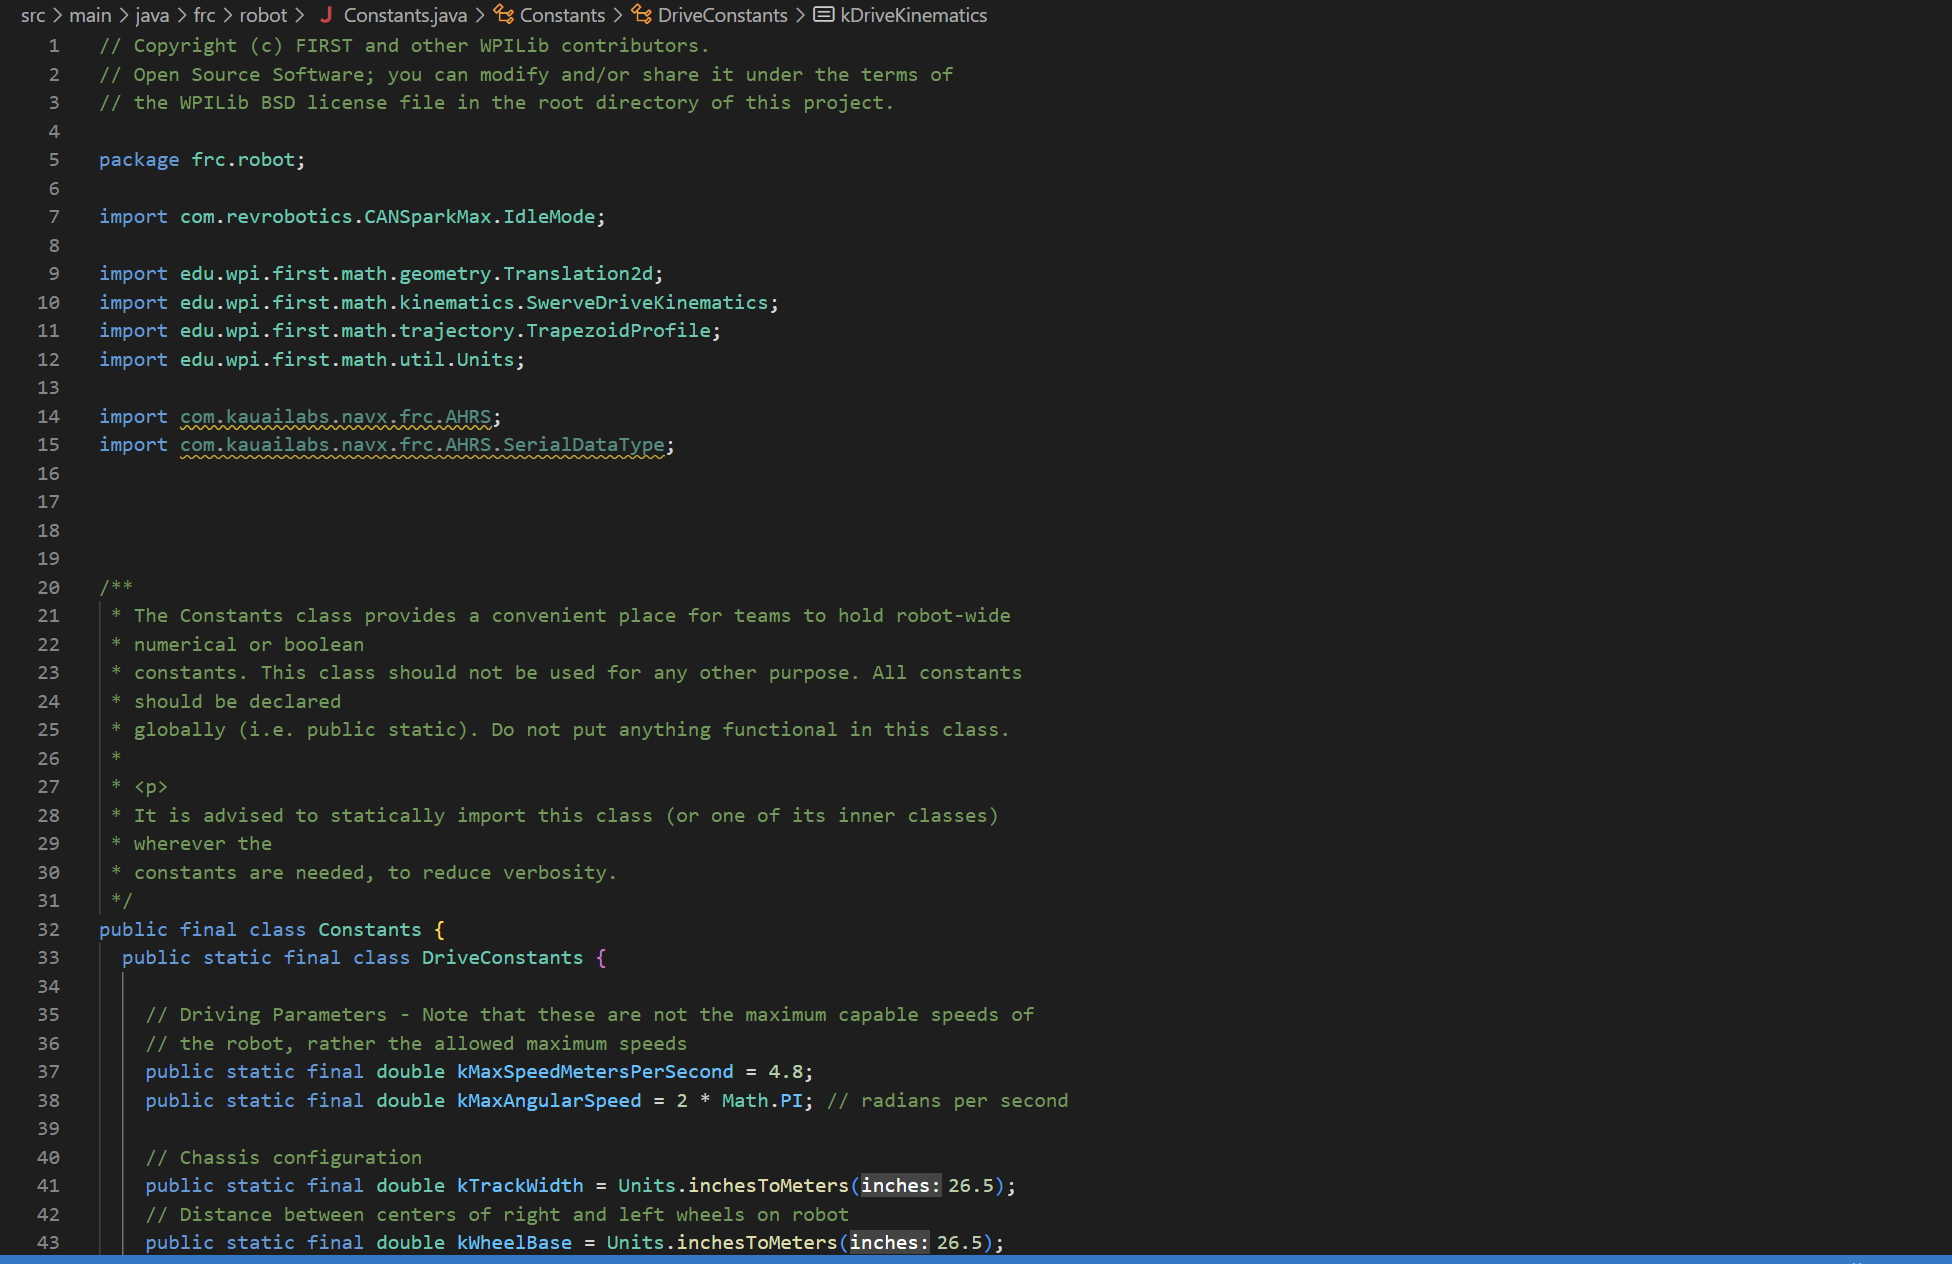 src > main > java > frc > robot > J Constants.java > Constants > DriveConstants > kDriveKinematics
1 // Copyright (c) FIRST and other WPILib contributors.
2 // Open Source Software; you can modify and/or share it under the terms of
3 // the WPILib BSD license file in the root directory of this project.
4
5 package frc.robot;
6
7 import com.revrobotics.CANSparkMax.IdleMode;
8
9 import edu.wpi.first.math.geometry.Translation2d;
10 import edu.wpi.first.math.kinematics.SwerveDriveKinematics;
11 import edu.wpi.first.math.trajectory.TrapezoidProfile;
12 import edu.wpi.first.math.util.Units;
13
14 import com.kauailabs.navx.frc.AHRS;
15 import com.kauailabs.navx.frc.AHRS.SerialDataType;
16
17
18
19
20 /**
21 * The Constants class provides a convenient place for teams to hold robot-wide
22 * numerical or boolean
23 * constants. This class should not be used for any other purpose. All constants
24 * should be declared
25 * globally (i.e. public static). Do not put anything functional in this class.
26 *
27 * <p>
28 * It is advised to statically import this class (or one of its inner classes)
29 * wherever the
30 * constants are needed, to reduce verbosity.
31 */
32 public final class Constants {
33 public static final class DriveConstants {
34
35 // Driving Parameters - Note that these are not the maximum capable speeds of
36 // the robot, rather the allowed maximum speeds
37 public static final double kMaxSpeedMetersPerSecond = 4.8;
38 public static final double kMaxAngularSpeed = 2 * Math.PI; // radians per second
39
40 // Chassis configuration
41 public static final double kTrackWidth = Units.inchesToMeters(inches: 26.5);
42 // Distance between centers of right and left wheels on robot
43 public static final double kWheelBase = Units.inchesToMeters(inches: 26.5);